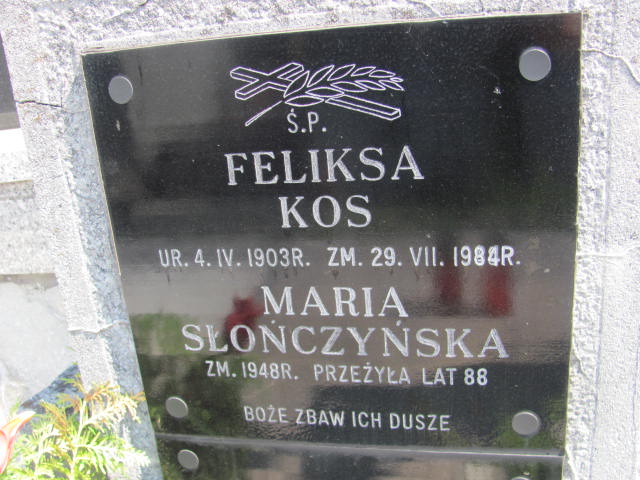 Ś.P.
FELIKSA
KOS
UR. 4. IV. 1903R. ZM. 29. VII. 1984R.
MARIA
SŁOŃCZYŃSKA
ZM. 1948R. PRZEŻYŁA LAT 88
BOŻE ZBAW ICH DUSZE